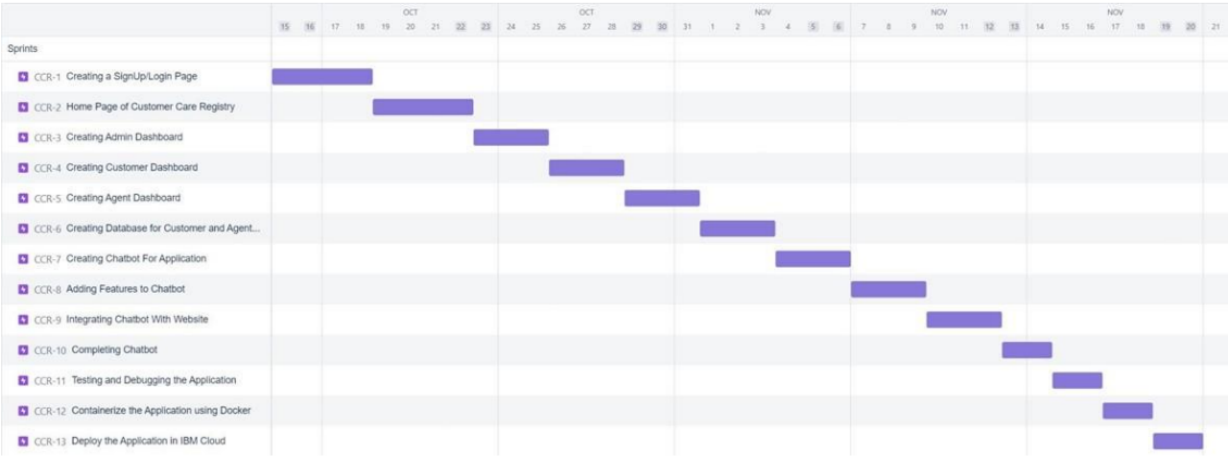 OCT OCT NOV NOV NOV
15 16 17 18 19 20 21 22 23 24 25 26 27 28 29 30 31 1 2 3 4 5 6 7 8 9 10 11 12 13 14 15 16 17 18 19 20 21
Sprints
CCR-1 Creating a SignUp/Login Page
CCR-2 Home Page of Customer Care Registry
CCR-3 Creating Admin Dashboard
CCR-4 Creating Customer Dashboard
CCR-5 Creating Agent Dashboard
CCR-6 Creating Database for Customer and Agent...
CCR-7 Creating Chatbot For Application
CCR-8 Adding Features to Chatbot
CCR-9 Integrating Chatbot With Website
CCR-10 Completing Chatbot
CCR-11 Testing and Debugging the Application
CCR-12 Containerize the Application using Docker
CCR-13 Deploy the Application in IBM Cloud